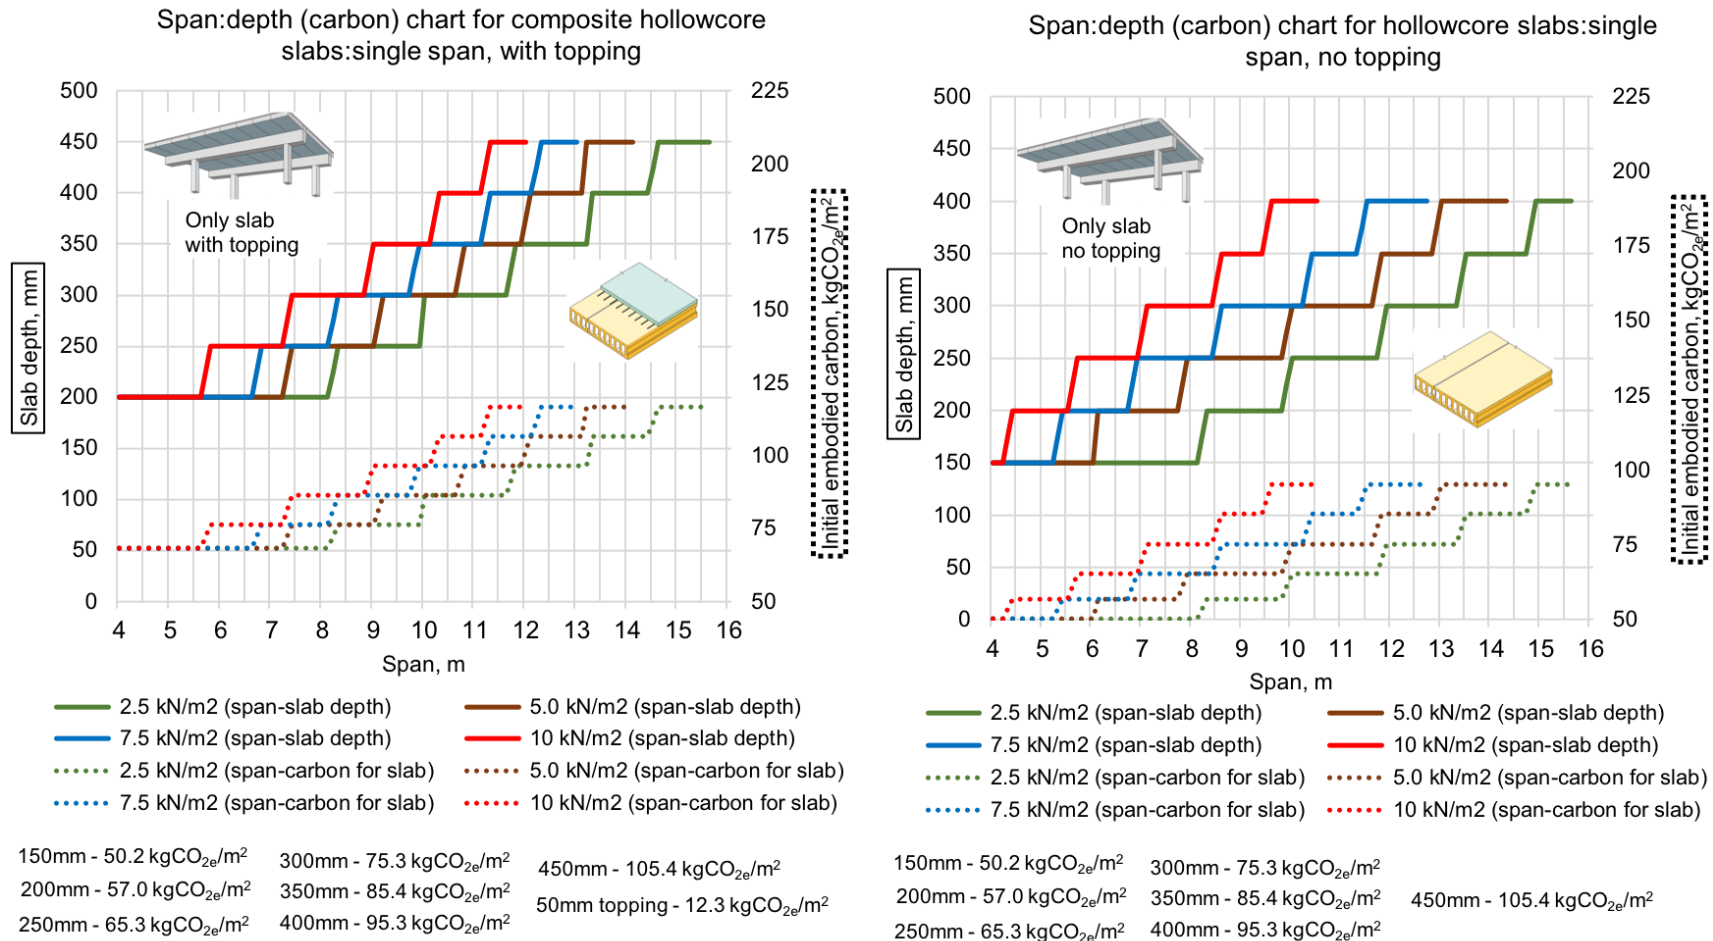 Span:depth (carbon) chart for composite hollowcore
slabs:single span, with topping
500
450
400
350
300
250
200
150
100
50
0
225
200
175
150
125
100
75
50
Slab depth, mm
Initial embodied carbon, kgCO2e/m2
Only slab
with topping
4 5 6 7 8 9 10 11 12 13 14 15 16
Span, m
2.5 kN/m2 (span-slab depth)
5.0 kN/m2 (span-slab depth)
7.5 kN/m2 (span-slab depth)
10 kN/m2 (span-slab depth)
2.5 kN/m2 (span-carbon for slab)
5.0 kN/m2 (span-carbon for slab)
7.5 kN/m2 (span-carbon for slab)
10 kN/m2 (span-carbon for slab)
150mm - 50.2 kgCO2e/m2
200mm - 57.0 kgCO2e/m2
250mm - 65.3 kgCO2e/m2
300mm - 75.3 kgCO2e/m2
350mm - 85.4 kgCO2e/m2
400mm - 95.3 kgCO2e/m2
450mm - 105.4 kgCO2e/m2
50mm topping - 12.3 kgCO2e/m2
Span:depth (carbon) chart for hollowcore slabs:single
span, no topping
500
450
400
350
300
250
200
150
100
50
0
225
200
175
150
125
100
75
50
Slab depth, mm
Initial embodied carbon, kgCO2e/m2
Only slab
no topping
4 5 6 7 8 9 10 11 12 13 14 15 16
Span, m
2.5 kN/m2 (span-slab depth)
5.0 kN/m2 (span-slab depth)
7.5 kN/m2 (span-slab depth)
10 kN/m2 (span-slab depth)
2.5 kN/m2 (span-carbon for slab)
5.0 kN/m2 (span-carbon for slab)
7.5 kN/m2 (span-carbon for slab)
10 kN/m2 (span-carbon for slab)
150mm - 50.2 kgCO2e/m2
200mm - 57.0 kgCO2e/m2
250mm - 65.3 kgCO2e/m2
300mm - 75.3 kgCO2e/m2
350mm - 85.4 kgCO2e/m2
400mm - 95.3 kgCO2e/m2
450mm - 105.4 kgCO2e/m2